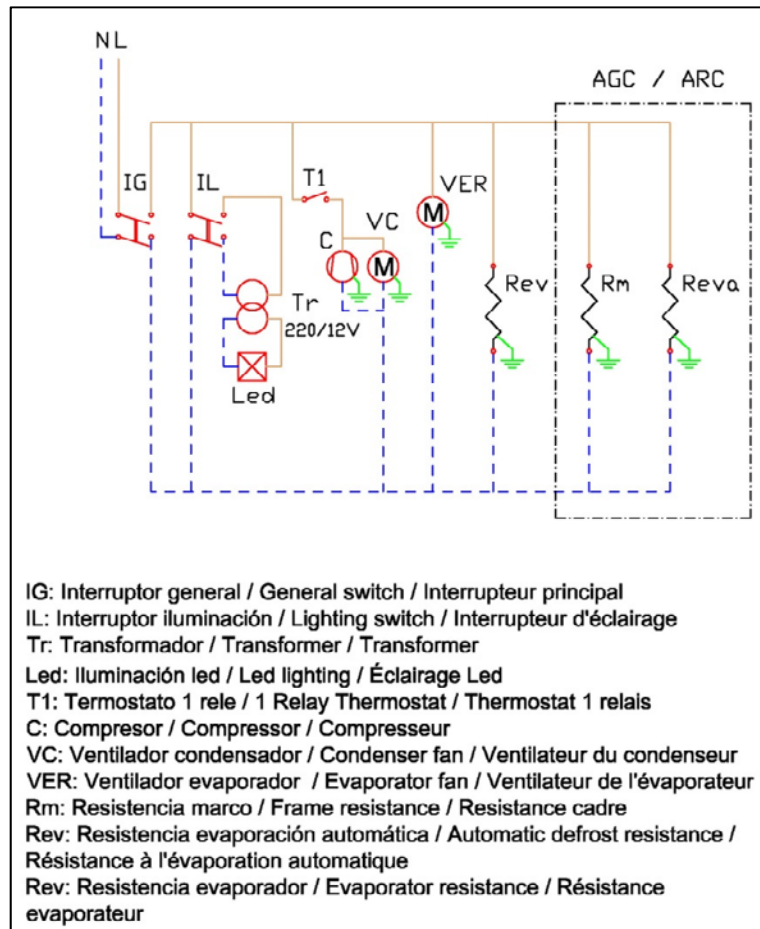 N L
AGC / ARC
IG
IL
T1
VER
VC
C
M
M
Rev
Rm
Reva
Tr
220/12V
Led
IG: Interruptor general / General switch / Interrupteur principal
IL: Interruptor iluminación / Lighting switch / Interrupteur d'éclairage
Tr: Transformador / Transformer / Transformer
Led: Iluminación led / Led lighting / Éclairage Led
T1: Termostato 1 rele / 1 Relay Thermostat / Thermostat 1 relais
C: Compresor / Compressor / Compresseur
VC: Ventilador condensador / Condenser fan / Ventilateur du condenseur
VER: Ventilador evaporador / Evaporator fan / Ventilateur de l'évaporateur
Rm: Resistencia marco / Frame resistance / Resistance cadre
Rev: Resistencia evaporación automática / Automatic defrost resistance /
Résistance à l'évaporation automatique
Rev: Resistencia evaporador / Evaporator resistance / Résistance
evaporateur